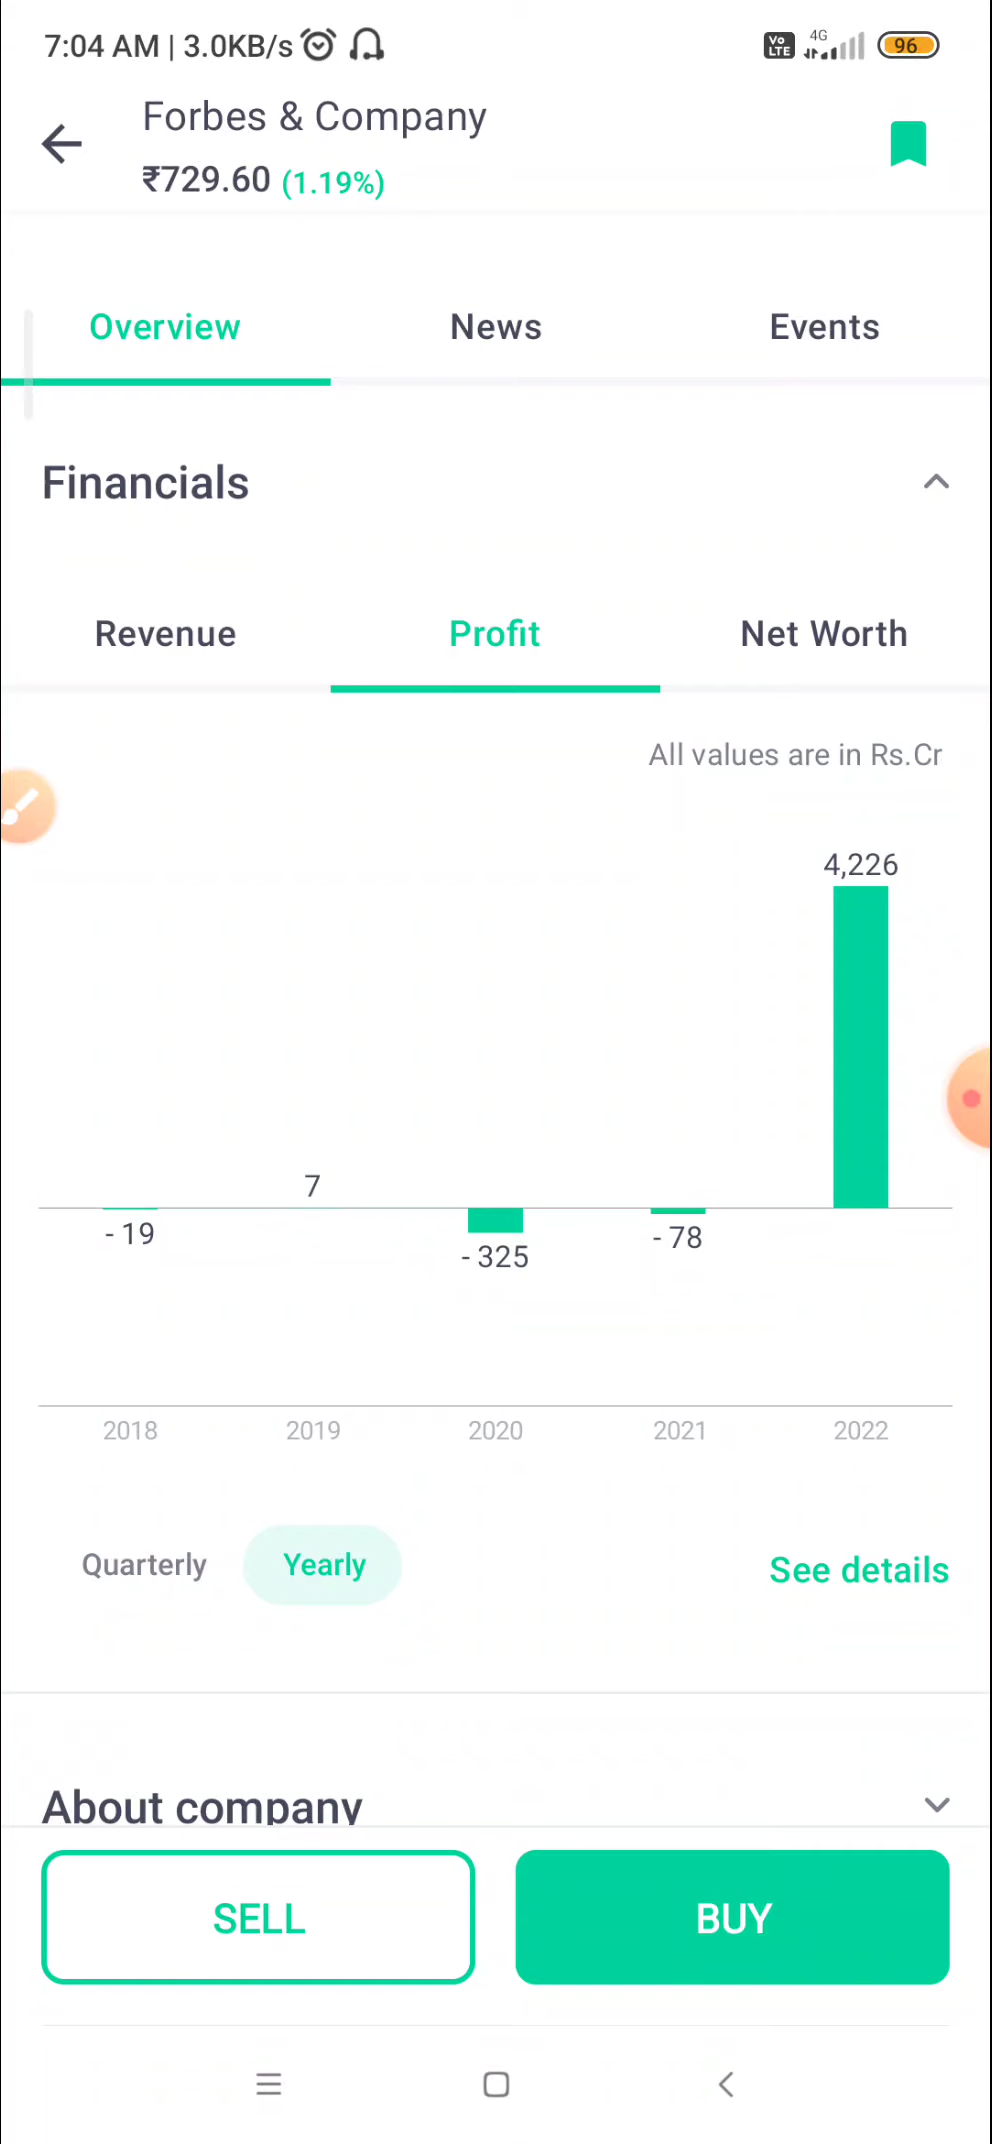 7:04 AM | 3.0KB/s
Vo LTE 4G 96
Forbes & Company
₹729.60 (1.19%)
Overview News Events
Financials
Revenue Profit Net Worth
All values are in Rs.Cr
4,226
7
- 19
- 325
- 78
2018 2019 2020 2021 2022
Quarterly Yearly See details
About company
SELL BUY